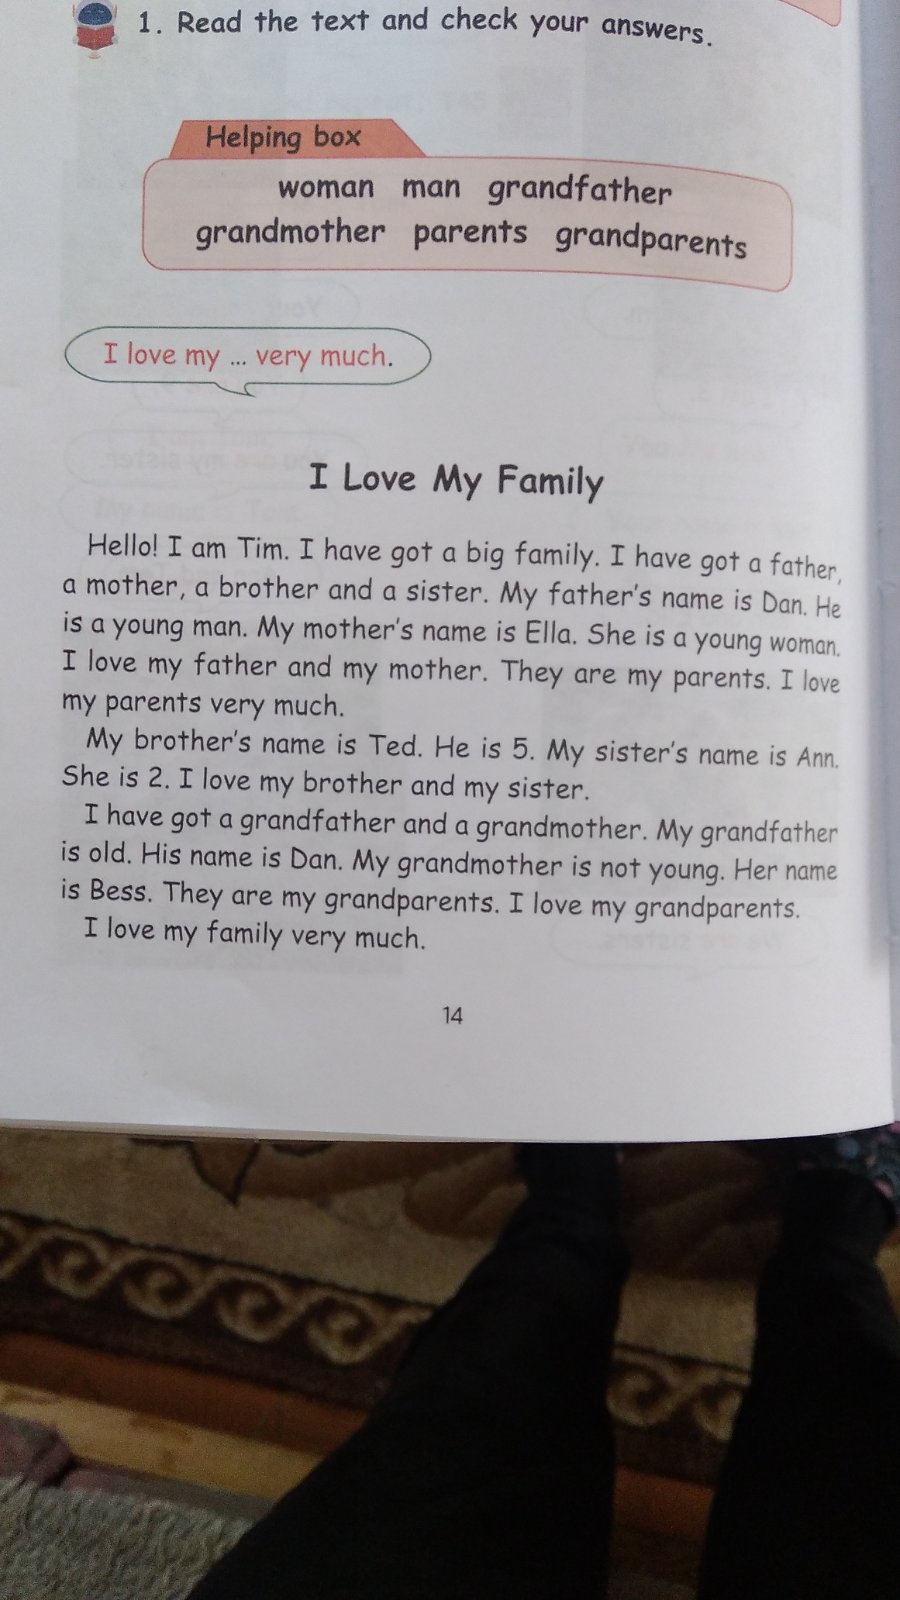 1. Read the text and check your answers.
Helping box
woman man grandfather
grandmother parents grandparents
I love my ... very much.
I Love My Family
Hello! I am Tim. I have got a big family. I have got a father,
a mother, a brother and a sister. My father's name is Dan. He
is a young man. My mother's name is Ella. She is a young woman.
I love my father and my mother. They are my parents. I love
my parents very much.
My brother's name is Ted. He is 5. My sister's name is Ann.
She is 2. I love my brother and my sister.
I have got a grandfather and a grandmother. My grandfather
is old. His name is Dan. My grandmother is not young. Her name
is Bess. They are my grandparents. I love my grandparents.
I love my family very much.
14